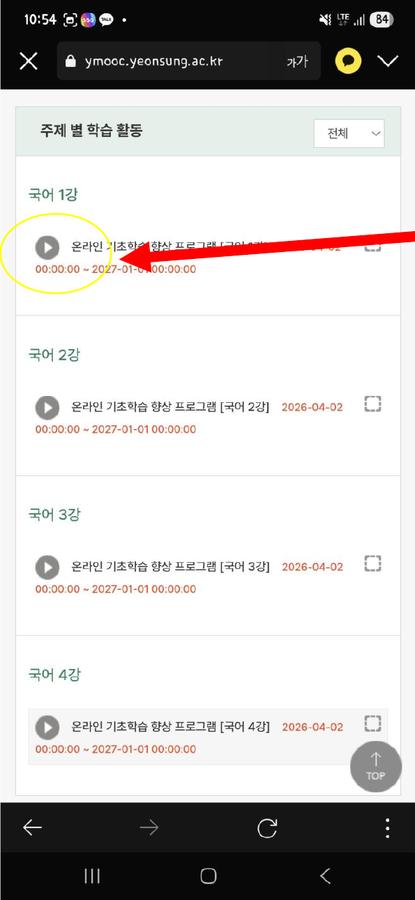 10:54 LTE 84
ymooc.yeonsung.ac.kr 가가
주제 별 학습 활동 전체
국어 1강
온라인 기초학습 향상 프로그램
00:00:00 ~ 2027-01-01 00:00:00
국어 2강
온라인 기초학습 향상 프로그램 [국어 2강] 2026-04-02
00:00:00 ~ 2027-01-01 00:00:00
국어 3강
온라인 기초학습 향상 프로그램 [국어 3강] 2026-04-02
00:00:00 ~ 2027-01-01 00:00:00
국어 4강
온라인 기초학습 향상 프로그램 [국어 4강] 2026-04-02
00:00:00 ~ 2027-01-01 00:00:00
TOP